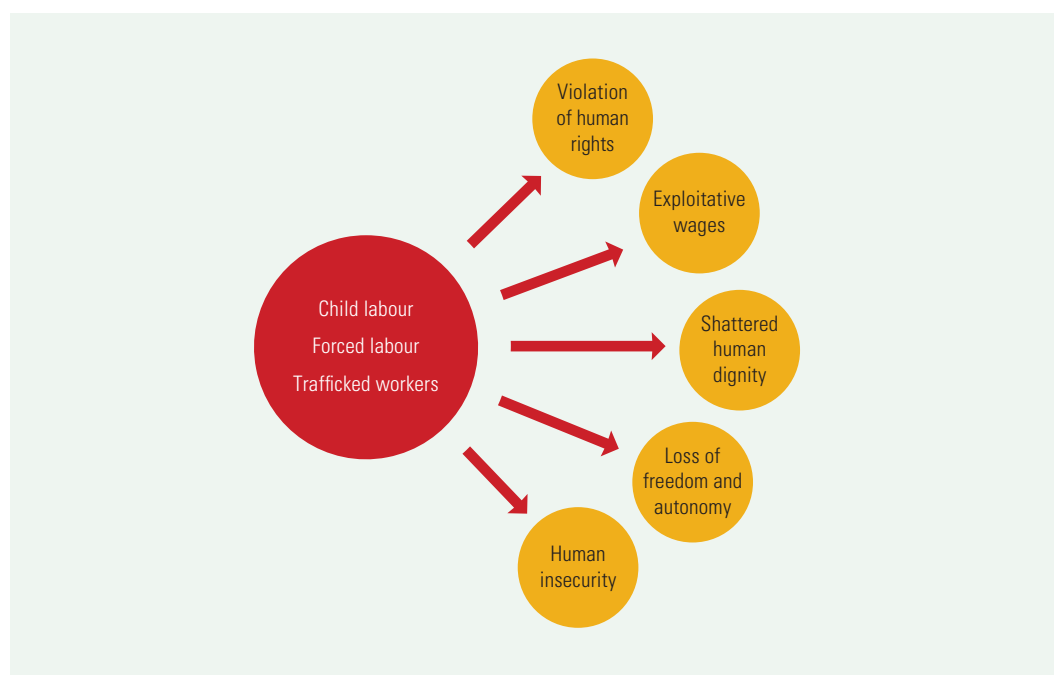 Violation
of human
rights
Exploitative
wages
Child labour
Forced labour
Trafficked workers
Shattered
human
dignity
Loss of
freedom and
autonomy
Human
insecurity